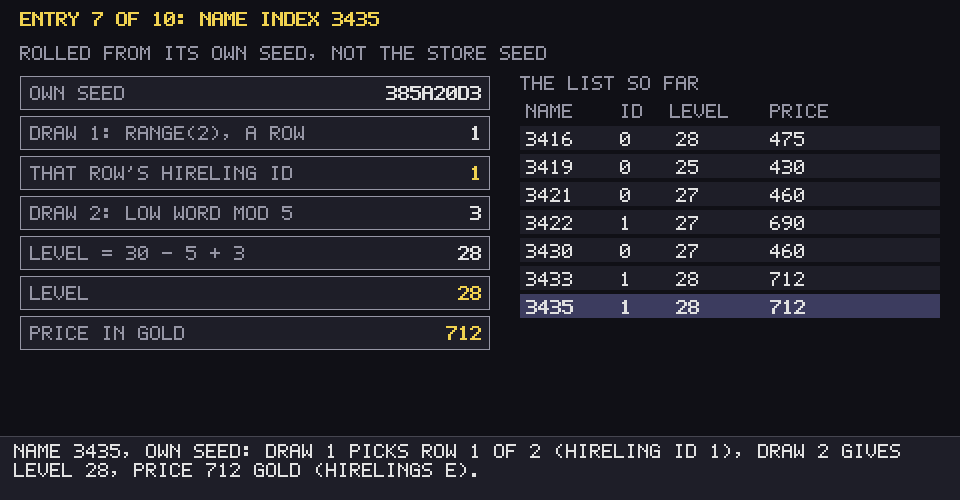 ENTRY 7 OF 10: NAME INDEX 3435
ROLLED FROM ITS OWN SEED, NOT THE STORE SEED
OWN SEED 385A20D3
DRAW 1: RANGE(2), A ROW 1
THAT ROW'S HIRELING ID 1
DRAW 2: LOW WORD MOD 5 3
LEVEL = 30 - 5 + 3 28
LEVEL 28
PRICE IN GOLD 712
THE LIST SO FAR
NAME ID LEVEL PRICE
3416 0 28 475
3419 0 25 430
3421 0 27 460
3422 1 27 690
3430 0 27 460
3433 1 28 712
3435 1 28 712
NAME 3435, OWN SEED: DRAW 1 PICKS ROW 1 OF 2 (HIRELING ID 1), DRAW 2 GIVES
LEVEL 28, PRICE 712 GOLD (HIRELINGS E).